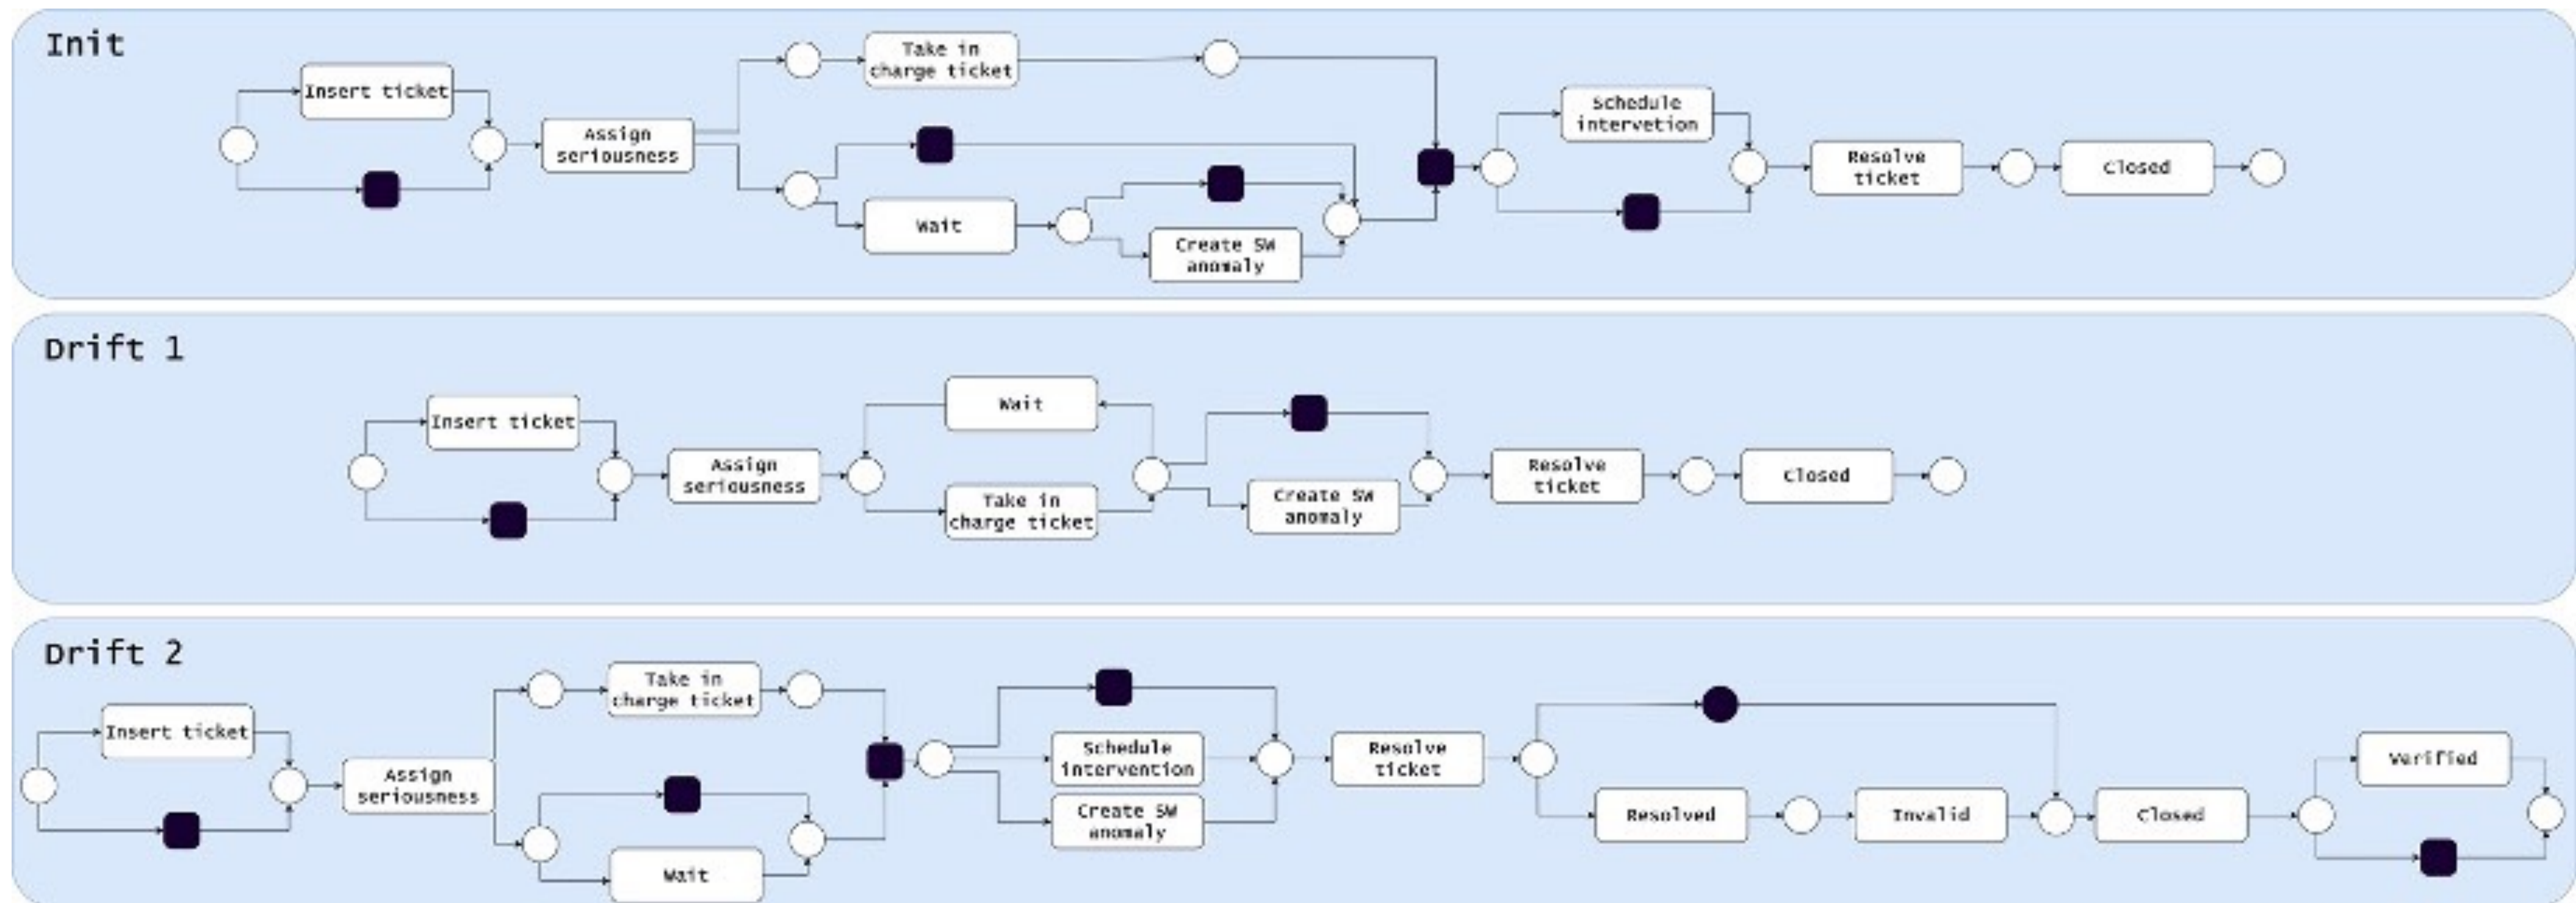 Init
Insert ticket
Assign
seriousness
Take in
charge ticket
Wait
Create SW
anomaly
Schedule
intervetion
Resolve
ticket
Closed
Drift 1
Insert ticket
Assign
seriousness
Wait
Take in
charge ticket
Create SW
anomaly
Resolve
ticket
Closed
Drift 2
Insert ticket
Assign
seriousness
Take in
charge ticket
Wait
Schedule
intervention
Create SW
anomaly
Resolve
ticket
Resolved
Invalid
Closed
Verified